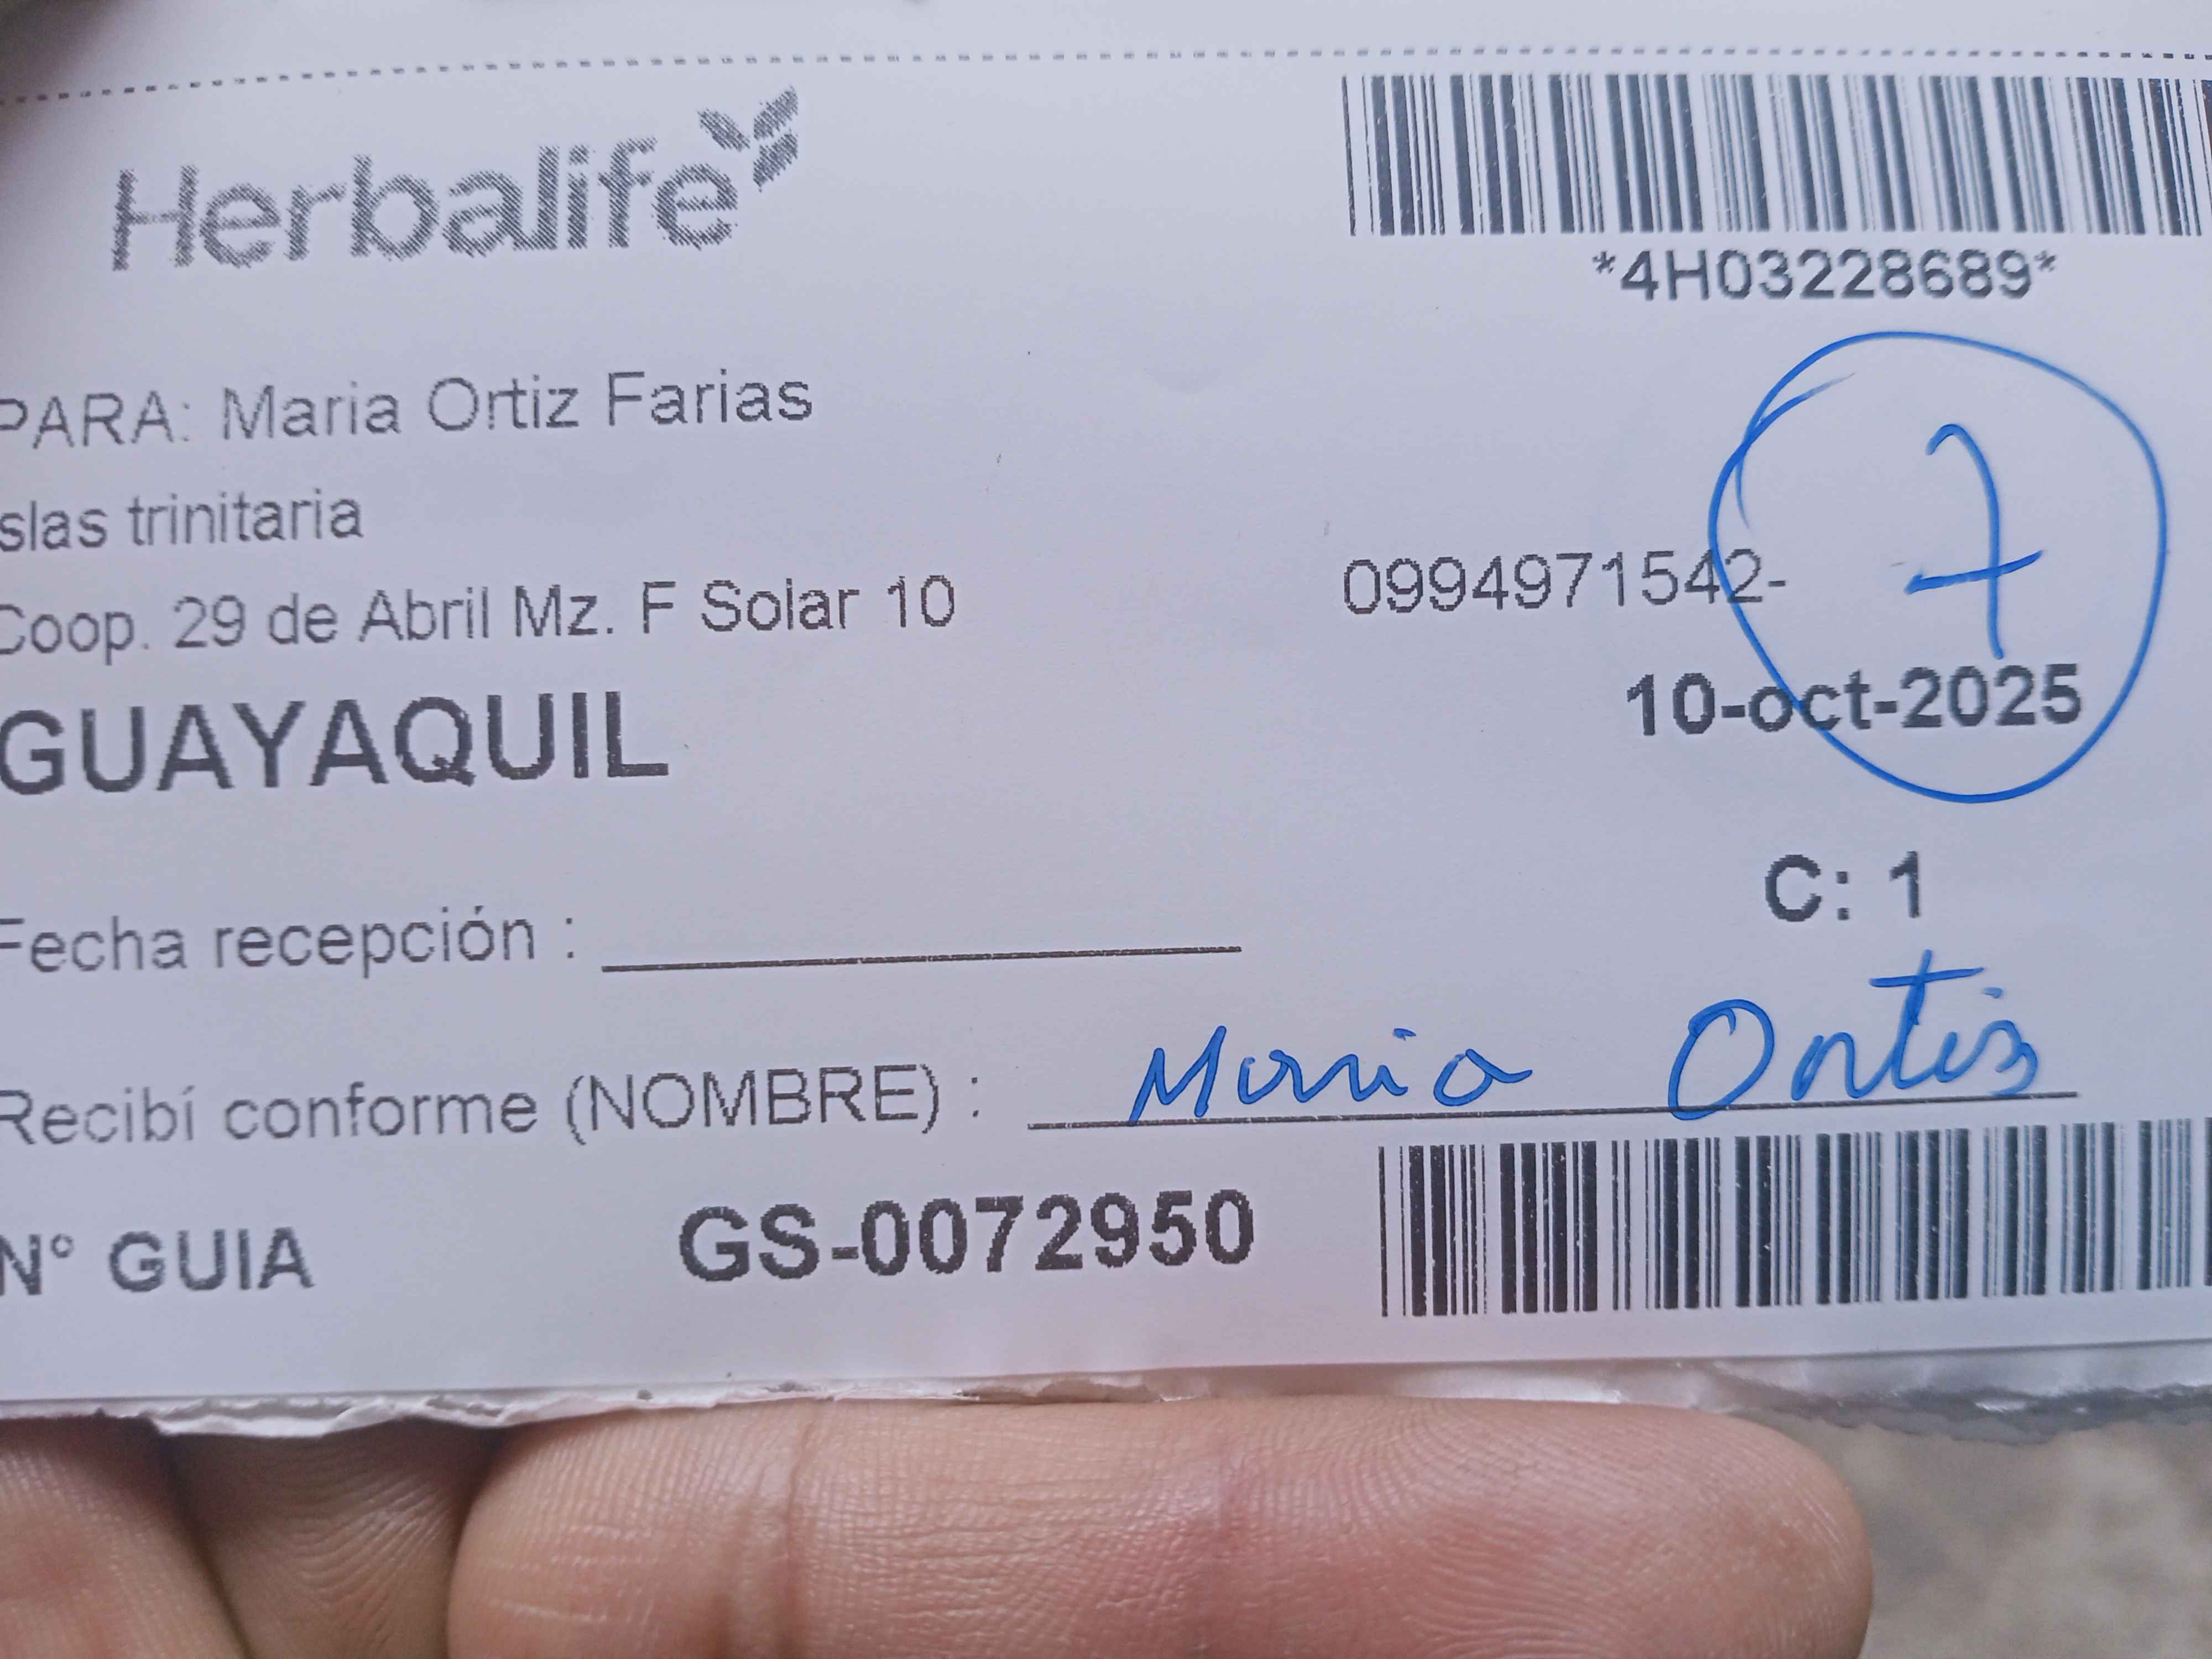 Herbalife
*4H03228689*
PARA: Maria Ortiz Farias
slas trinitaria
Coop. 29 de Abril Mz. F Solar 10
0994971542-
7
GUAYAQUIL
10-oct-2025
C: 1
Fecha recepción :
Recibí conforme (NOMBRE) : Maria Ortiz
N° GUIA GS-0072950